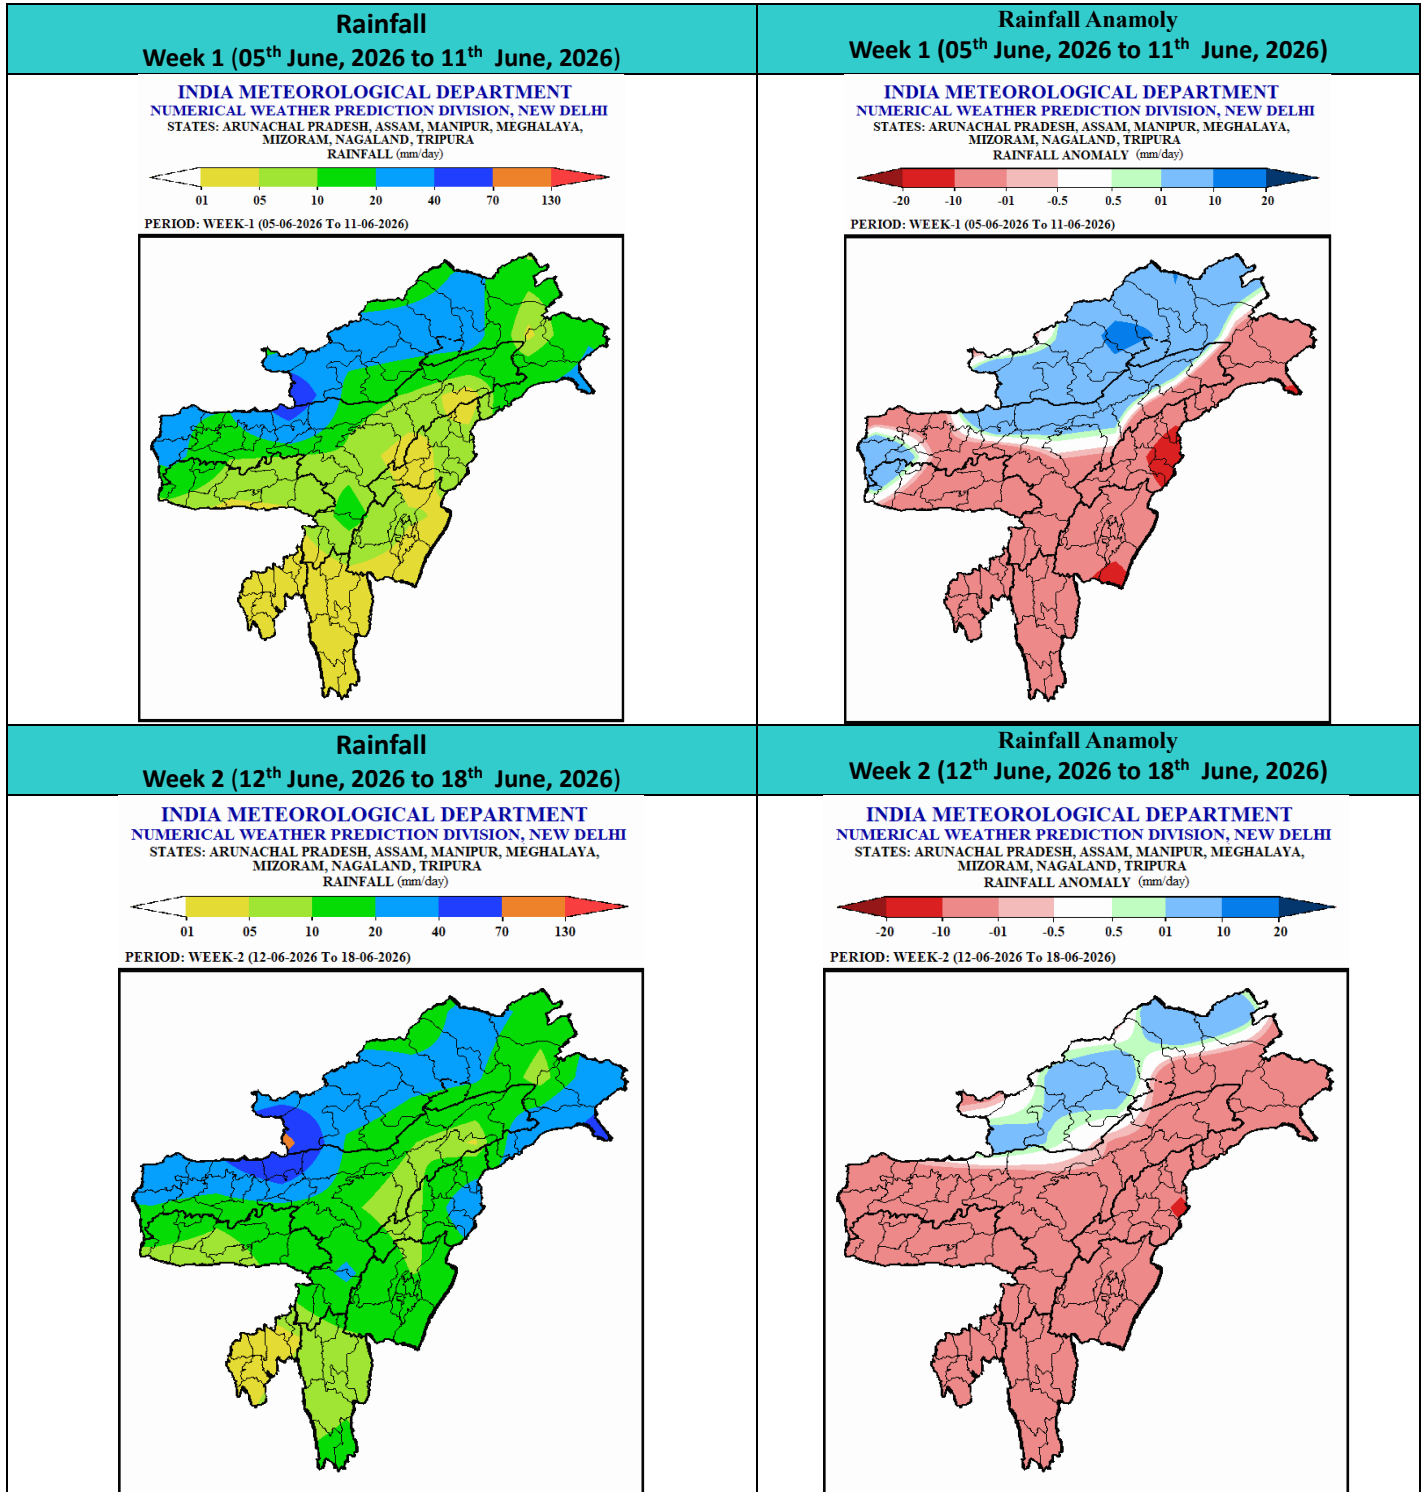 Rainfall
Week 1 (05th June, 2026 to 11th June, 2026)
Rainfall Anamoly
Week 1 (05th June, 2026 to 11th June, 2026)
INDIA METEOROLOGICAL DEPARTMENT
NUMERICAL WEATHER PREDICTION DIVISION, NEW DELHI
STATES: ARUNACHAL PRADESH, ASSAM, MANIPUR, MEGHALAYA,
MIZORAM, NAGALAND, TRIPURA
RAINFALL (mm/day)
01 05 10 20 40 70 130
PERIOD: WEEK-1 (05-06-2026 To 11-06-2026)
INDIA METEOROLOGICAL DEPARTMENT
NUMERICAL WEATHER PREDICTION DIVISION, NEW DELHI
STATES: ARUNACHAL PRADESH, ASSAM, MANIPUR, MEGHALAYA,
MIZORAM, NAGALAND, TRIPURA
RAINFALL ANOMALY (mm/day)
-20 -10 -01 -0.5 0.5 01 10 20
PERIOD: WEEK-1 (05-06-2026 To 11-06-2026)
Rainfall
Week 2 (12th June, 2026 to 18th June, 2026)
Rainfall Anamoly
Week 2 (12th June, 2026 to 18th June, 2026)
INDIA METEOROLOGICAL DEPARTMENT
NUMERICAL WEATHER PREDICTION DIVISION, NEW DELHI
STATES: ARUNACHAL PRADESH, ASSAM, MANIPUR, MEGHALAYA,
MIZORAM, NAGALAND, TRIPURA
RAINFALL (mm/day)
01 05 10 20 40 70 130
PERIOD: WEEK-2 (12-06-2026 To 18-06-2026)
INDIA METEOROLOGICAL DEPARTMENT
NUMERICAL WEATHER PREDICTION DIVISION, NEW DELHI
STATES: ARUNACHAL PRADESH, ASSAM, MANIPUR, MEGHALAYA,
MIZORAM, NAGALAND, TRIPURA
RAINFALL ANOMALY (mm/day)
-20 -10 -01 -0.5 0.5 01 10 20
PERIOD: WEEK-2 (12-06-2026 To 18-06-2026)